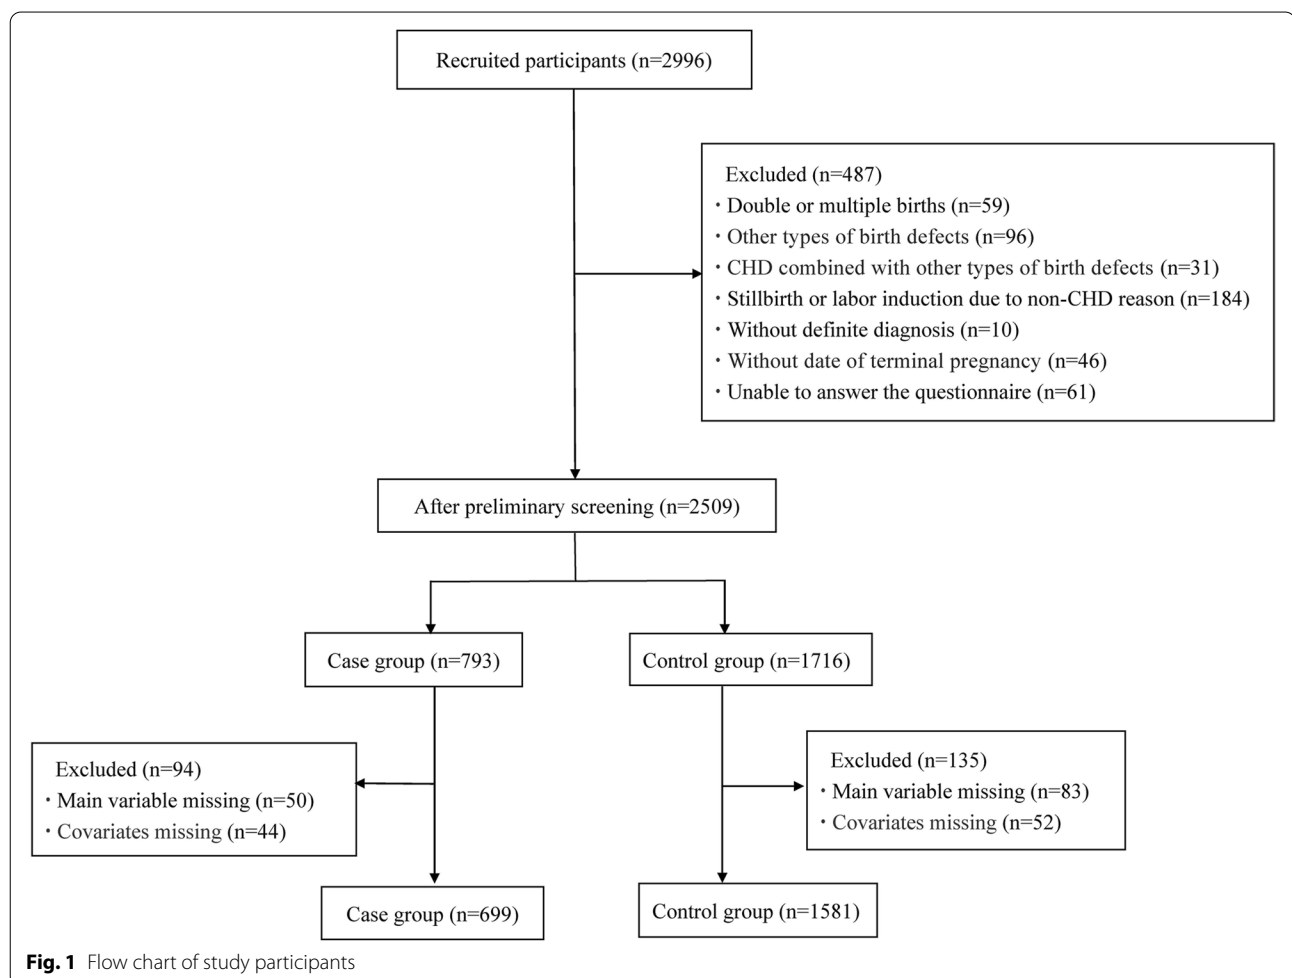 Recruited participants (n=2996)
Excluded (n=487)
· Double or multiple births (n=59)
· Other types of birth defects (n=96)
· CHD combined with other types of birth defects (n=31)
· Stillbirth or labor induction due to non-CHD reason (n=184)
· Without definite diagnosis (n=10)
· Without date of terminal pregnancy (n=46)
· Unable to answer the questionnaire (n=61)
After preliminary screening (n=2509)
Case group (n=793)
Control group (n=1716)
Excluded (n=94)
· Main variable missing (n=50)
· Covariates missing (n=44)
Excluded (n=135)
· Main variable missing (n=83)
· Covariates missing (n=52)
Case group (n=699)
Control group (n=1581)
Fig. 1 Flow chart of study participants